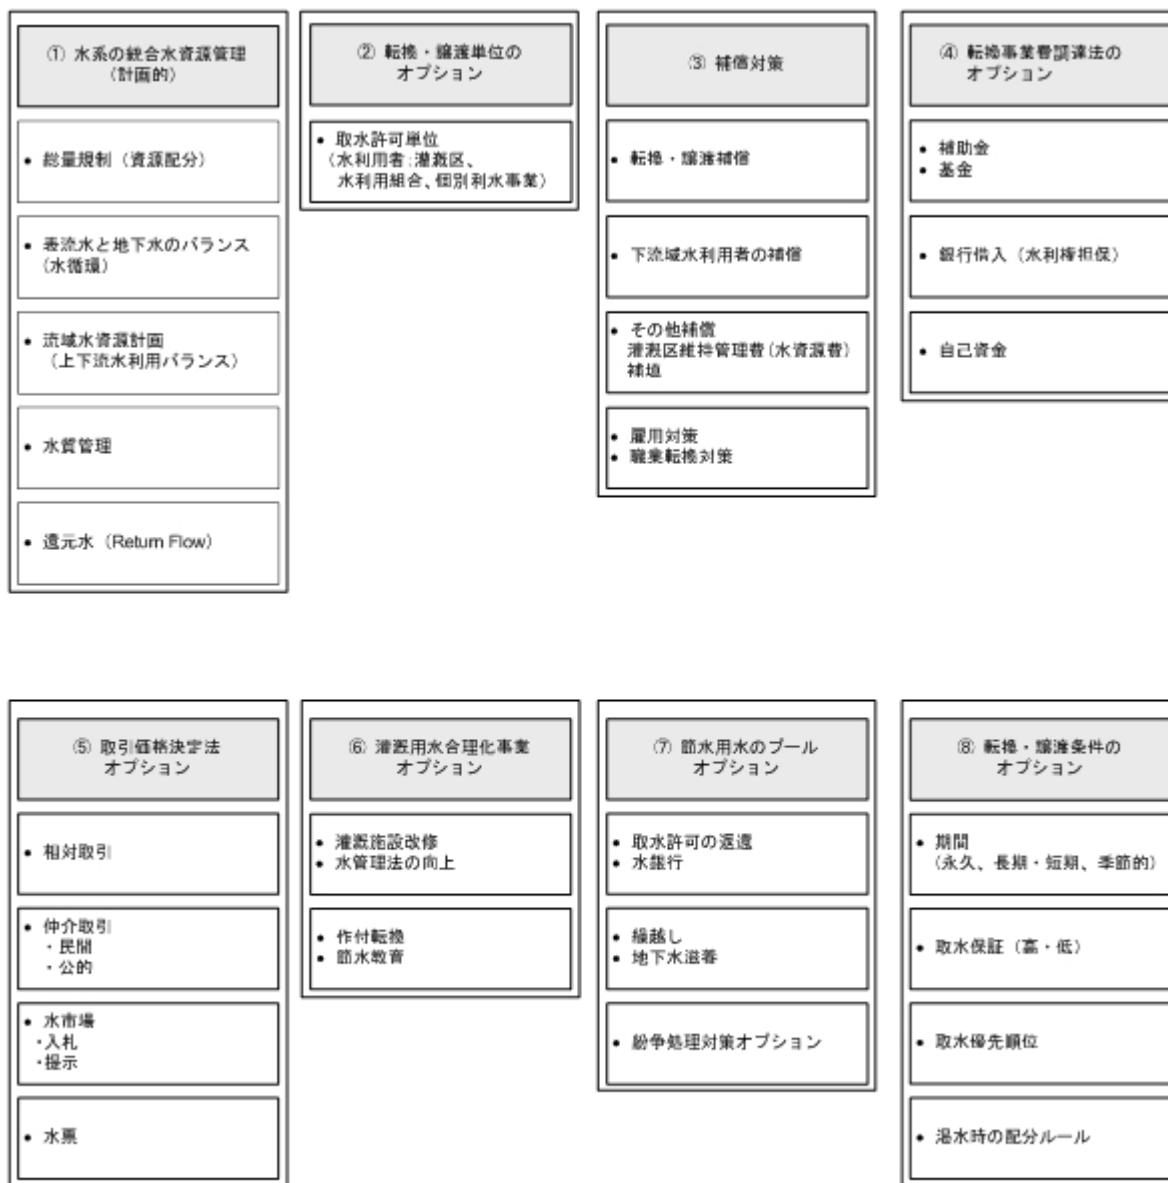 ① 水系の統合水資源管理
(計画的)
• 総量規制（資源配分）
• 表流水と地下水のバランス
(水循環)
• 流域水資源計画
（上下流水利用バランス）
• 水質管理
• 還元水（Return Flow）
② 転換・譲渡単位の
オプション
• 取水許可単位
（水利用者:灌漑区、
水利用組合、個別利水事業）
③ 補償対策
• 転換・譲渡補償
• 下流域水利用者の補償
• その他補償
灌漑区維持管理費(水資源費)
補填
• 雇用対策
• 職業転換対策
④ 転換事業費調達法の
オプション
• 補助金
• 基金
• 銀行借入（水利権担保）
• 自己資金
⑤ 取引価格決定法
オプション
• 相対取引
• 仲介取引
・民間
・公的
• 水市場
・入札
・提示
• 水票
⑥ 灌漑用水合理化事業
オプション
• 灌漑施設改修
• 水管理法の向上
• 作付転換
• 節水教育
⑦ 節水用水のプール
オプション
• 取水許可の返還
• 水銀行
• 繰越し
• 地下水涵養
• 紛争処理対策オプション
⑧ 転換・譲渡条件の
オプション
• 期間
(永久、長期・短期、季節的)
• 取水保証（高・低）
• 取水優先順位
• 渇水時の配分ルール